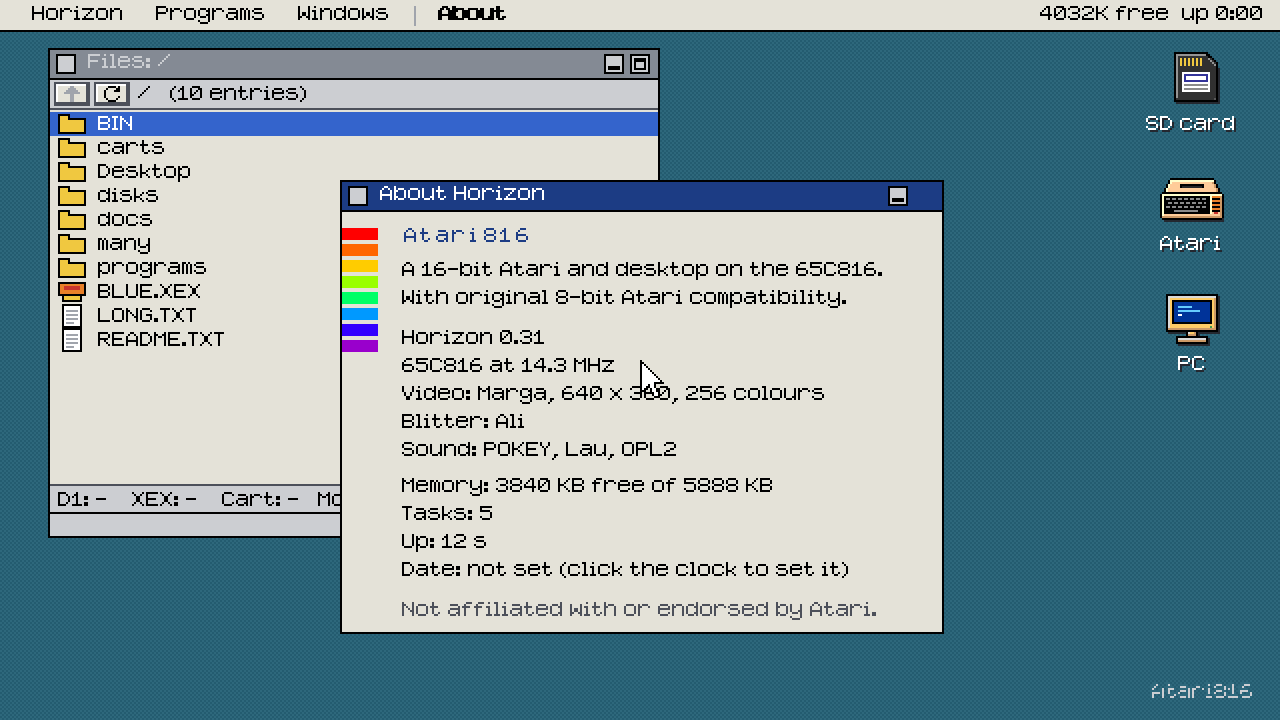 Horizon Programs Windows | About 4032K free up 0:00
Files: /
/ (10 entries)
BIN
carts
Desktop
disks
docs
many
programs
BLUE.XEX
LONG.TXT
README.TXT
D1: - XEX: - Cart: - Mo
About Horizon
Atari816
A 16-bit Atari and desktop on the 65C816.
With original 8-bit Atari compatibility.
Horizon 0.31
65C816 at 14.3 MHz
Video: Marga, 640 x 360, 256 colours
Blitter: Ali
Sound: POKEY, Lau, OPL2
Memory: 3840 KB free of 5888 KB
Tasks: 5
Up: 12 s
Date: not set (click the clock to set it)
Not affiliated with or endorsed by Atari.
SD card
Atari
PC
Atari816